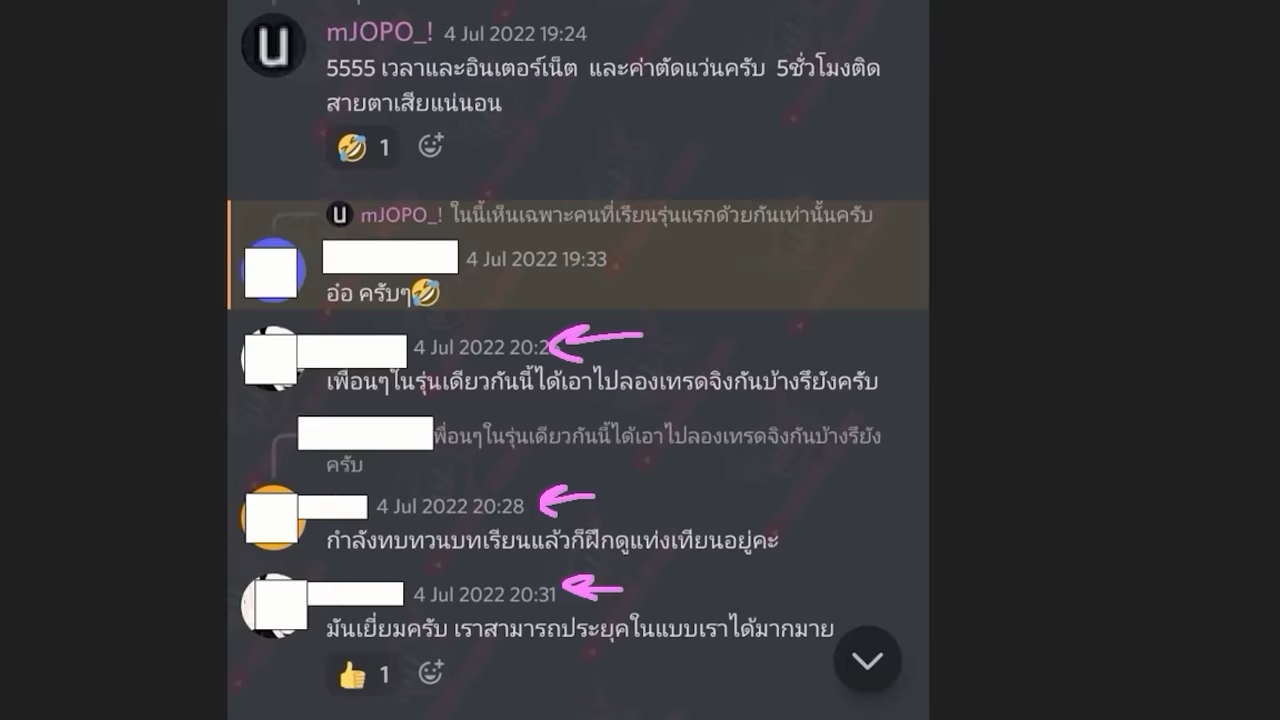 mJOPO_! 4 Jul 2022 19:24
5555 เวลาและอินเตอร์เน็ต และค่าตัดแว่นครับ 5ชั่วโมงติด
สายตาเสียแน่นอน
1
mJOPO_! ในนี้เห็นเฉพาะคนที่เรียนรุ่นแรกด้วยกันเท่านั้นครับ
4 Jul 2022 19:33
อ๋อ ครับๆ🤣
4 Jul 2022
เพื่อนๆในรุ่นเดียวกันนี้ได้เอาไปลองเทรดจิงกันบ้างรึยังครับ
พื่อนๆในรุ่นเดียวกันนี้ได้เอาไปลองเทรดจิงกันบ้างรึยัง
ครับ
4 Jul 2022 20:28
กำลังทบทวนบทเรียนแล้วก็ฝึกดูแท่งเทียนอยู่คะ
4 Jul 2022 20:31
มันเยี่ยมครับ เราสามารถประยุคในแบบเราได้มากมาย
1